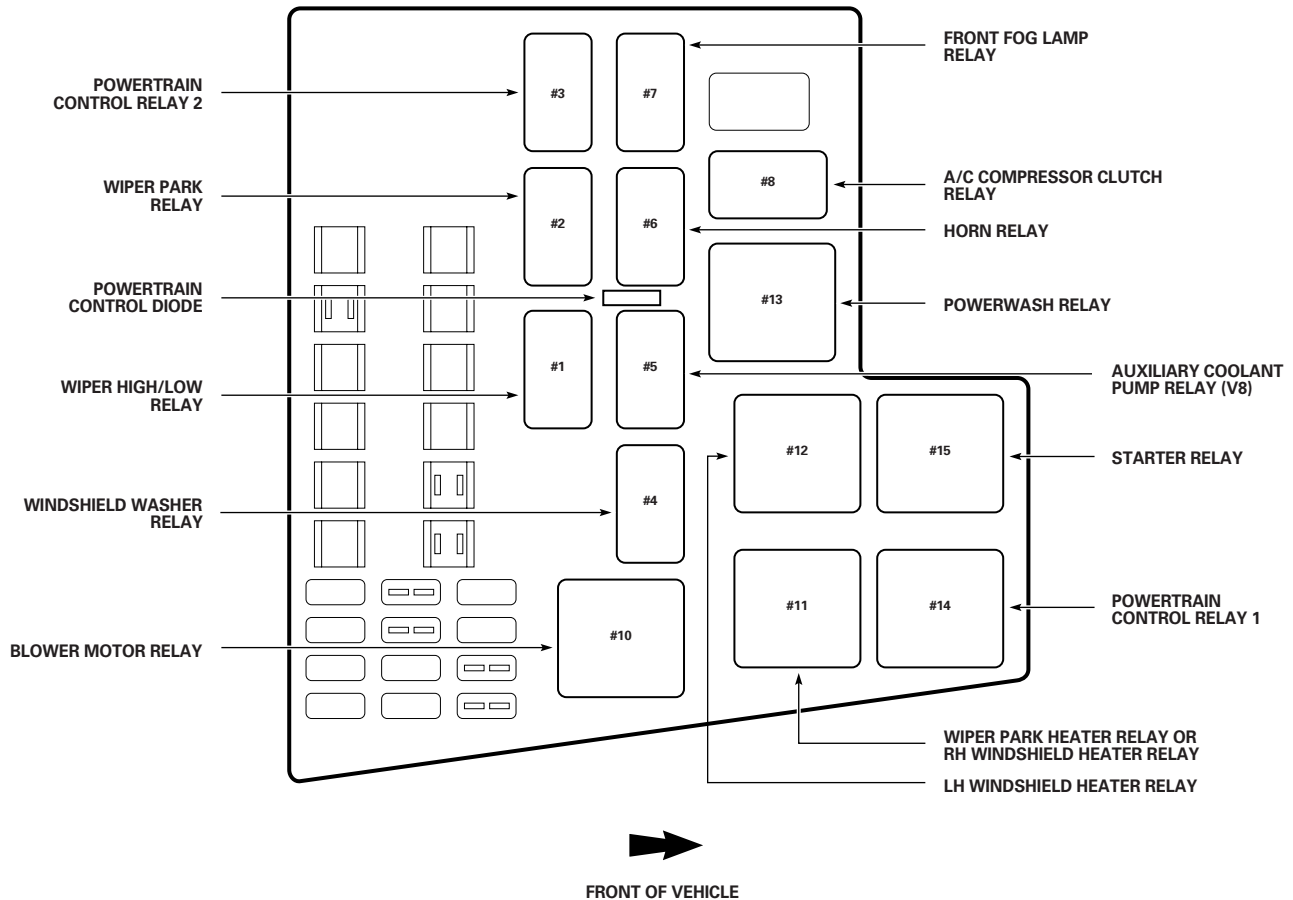 FRONT FOG LAMP
RELAY
POWERTRAIN
CONTROL RELAY 2
#3
#7
WIPER PARK
RELAY
#8
A/C COMPRESSOR CLUTCH
RELAY
#2
#6
HORN RELAY
POWERTRAIN
CONTROL DIODE
#13
POWERWASH RELAY
WIPER HIGH/LOW
RELAY
#1
#5
AUXILIARY COOLANT
PUMP RELAY (V8)
#12
#15
STARTER RELAY
WINDSHIELD WASHER
RELAY
#4
#11
#14
POWERTRAIN
CONTROL RELAY 1
BLOWER MOTOR RELAY
#10
WIPER PARK HEATER RELAY OR
RH WINDSHIELD HEATER RELAY
LH WINDSHIELD HEATER RELAY
FRONT OF VEHICLE